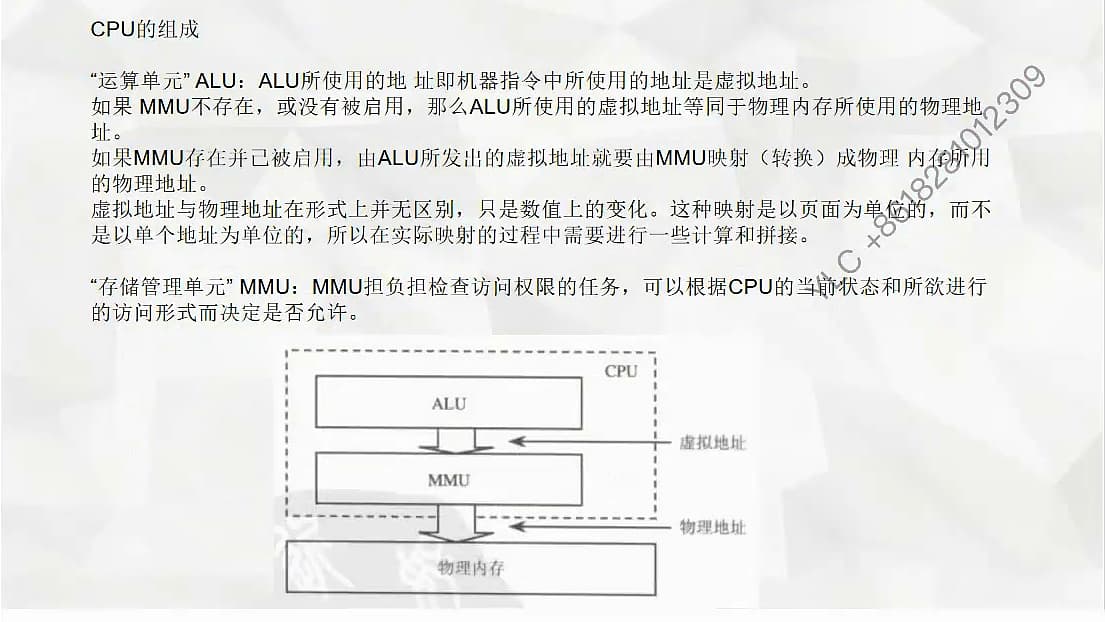 CPU的组成
“运算单元” ALU：ALU所使用的地 址即机器指令中所使用的地址是虚拟地址。
如果 MMU不存在，或没有被启用，那么ALU所使用的虚拟地址等同于物理内存所使用的物理地
址。
如果MMU存在并己被启用，由ALU所发出的虚拟地址就要由MMU映射（转换）成物理 内存所用
的物理地址。
虚拟地址与物理地址在形式上并无区别，只是数值上的变化。这种映射是以页面为单位的，而不
是以单个地址为单位的，所以在实际映射的过程中需要进行一些计算和拼接。
“存储管理单元” MMU：MMU担负担检查访问权限的任务，可以根据CPU的当前状态和所欲进行
的访问形式而决定是否允许。
CPU
ALU
虚拟地址
MMU
物理地址
物理内存
+8618281012309